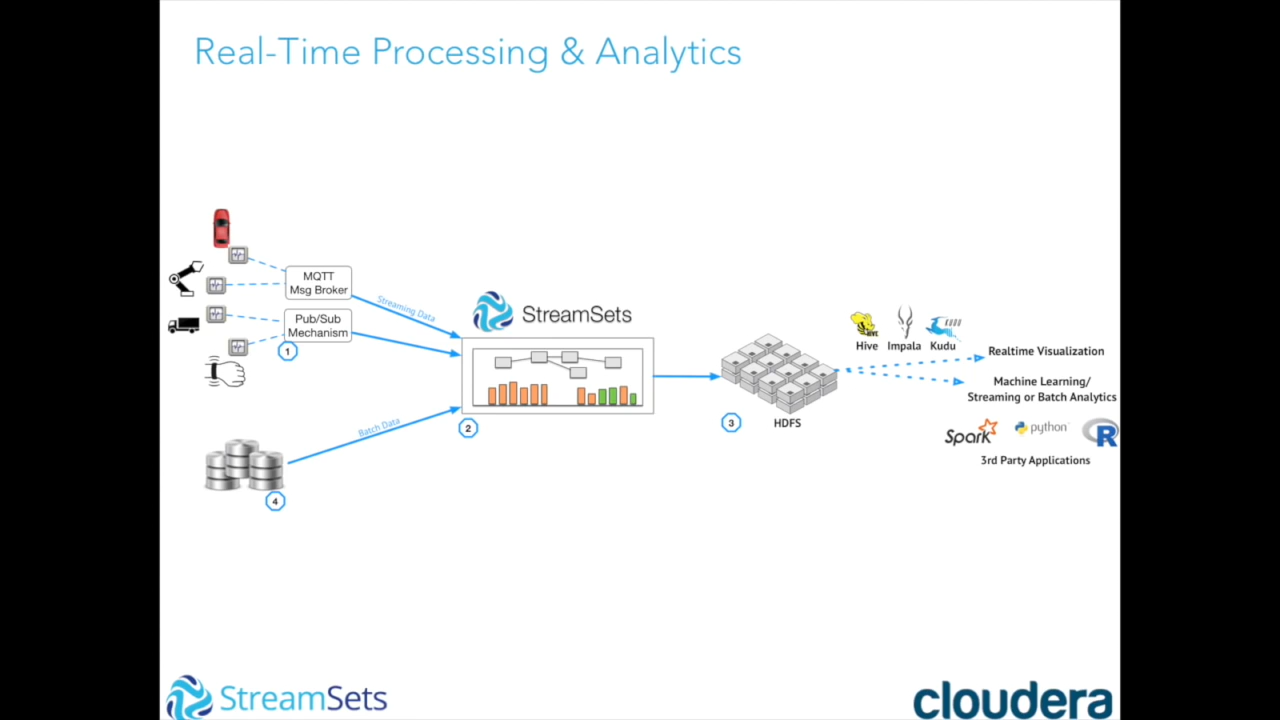 Real-Time Processing & Analytics
MQTT
Msg Broker
Streaming Data
Pub/Sub
Mechanism
1
StreamSets
2
Batch Data
4
3
HDFS
HIVE
Hive
Impala
KUDU
Kudu
Realtime Visualization
Machine Learning/
Streaming or Batch Analytics
Spark
python
R
3rd Party Applications
StreamSets
cloudera